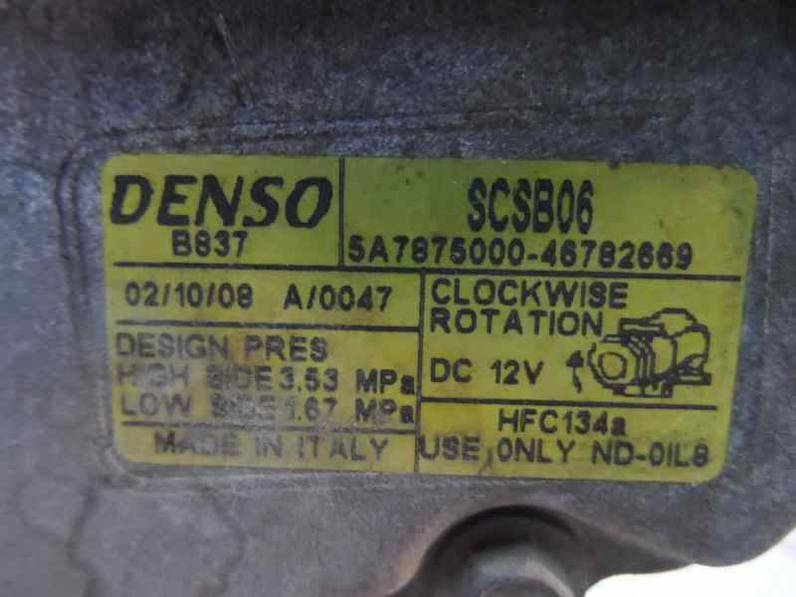 DENSO
B837
SCSB06
5A7875000-46782669
02/10/08 A/0047
CLOCKWISE
ROTATION
DC 12V
DESIGN PRES
HIGH SIDE 3.53 MPa
LOW SIDE 1.67 MPa
MADE IN ITALY
HFC134a
USE ONLY ND-OIL8